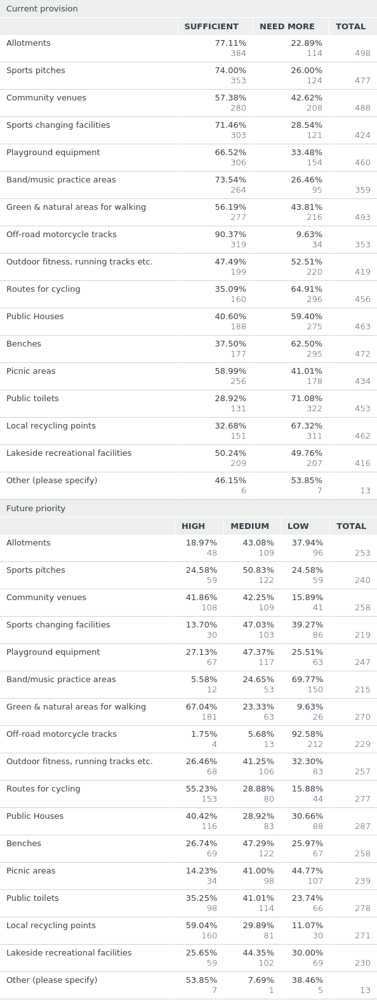 Current provision
SUFFICIENT NEED MORE TOTAL
Allotments 77.11% 22.89%
384 114 498
Sports pitches 74.00% 26.00%
353 124 477
Community venues 57.38% 42.62%
280 208 488
Sports changing facilities 71.46% 28.54%
303 121 424
Playground equipment 66.52% 33.48%
306 154 460
Band/music practice areas 73.54% 26.46%
264 95 359
Green & natural areas for walking 56.19% 43.81%
277 216 493
Off-road motorcycle tracks 90.37% 9.63%
319 34 353
Outdoor fitness, running tracks etc. 47.49% 52.51%
199 220 419
Routes for cycling 35.09% 64.91%
160 296 456
Public Houses 40.60% 59.40%
188 275 463
Benches 37.50% 62.50%
177 295 472
Picnic areas 58.99% 41.01%
256 178 434
Public toilets 28.92% 71.08%
131 322 453
Local recycling points 32.68% 67.32%
151 311 462
Lakeside recreational facilities 50.24% 49.76%
209 207 416
Other (please specify) 46.15% 53.85%
6 7 13
Future priority
HIGH MEDIUM LOW TOTAL
Allotments 18.97% 43.08% 37.94%
48 109 96 253
Sports pitches 24.58% 50.83% 24.58%
59 122 59 240
Community venues 41.86% 42.25% 15.89%
108 109 41 258
Sports changing facilities 13.70% 47.03% 39.27%
30 103 86 219
Playground equipment 27.13% 47.37% 25.51%
67 117 63 247
Band/music practice areas 5.58% 24.65% 69.77%
12 53 150 215
Green & natural areas for walking 67.04% 23.33% 9.63%
181 63 26 270
Off-road motorcycle tracks 1.75% 5.68% 92.58%
4 13 212 229
Outdoor fitness, running tracks etc. 26.46% 41.25% 32.30%
68 106 83 257
Routes for cycling 55.23% 28.88% 15.88%
153 80 44 277
Public Houses 40.42% 28.92% 30.66%
116 83 88 287
Benches 26.74% 47.29% 25.97%
69 122 67 258
Picnic areas 14.23% 41.00% 44.77%
34 98 107 239
Public toilets 35.25% 41.01% 23.74%
98 114 66 278
Local recycling points 59.04% 29.89% 11.07%
160 81 30 271
Lakeside recreational facilities 25.65% 44.35% 30.00%
59 102 69 230
Other (please specify) 53.85% 7.69% 38.46%
7 1 5 13